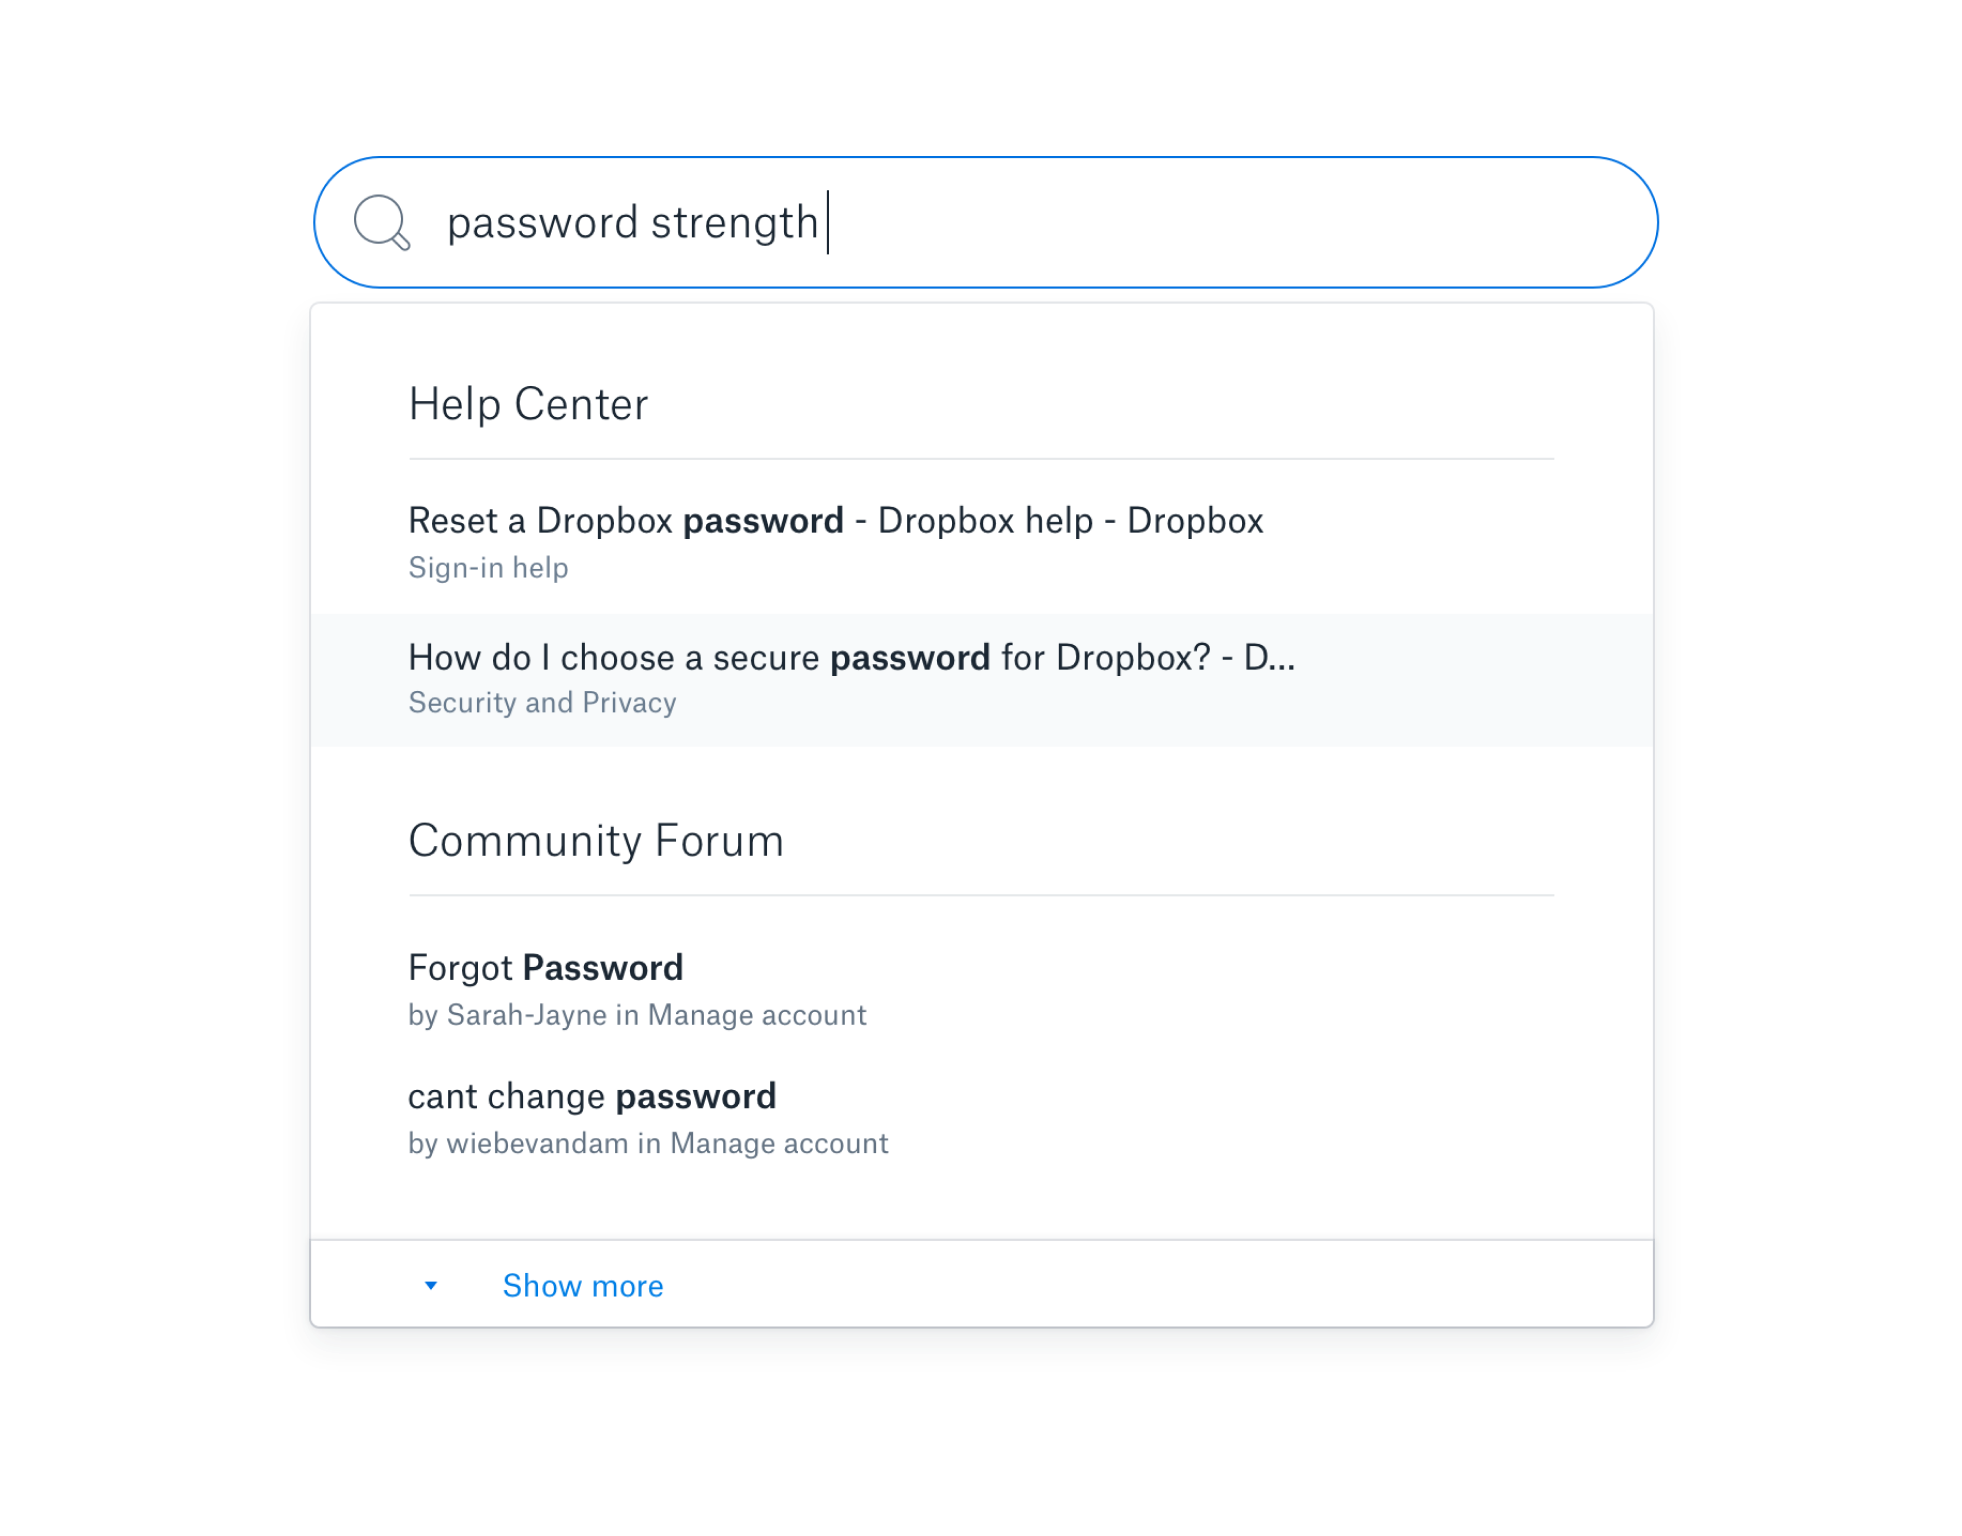 password strength
Help Center
Reset a Dropbox password - Dropbox help - Dropbox
Sign-in help
How do I choose a secure password for Dropbox? - D...
Security and Privacy
Community Forum
Forgot Password
by Sarah-Jayne in Manage account
cant change password
by wiebevandam in Manage account
Show more